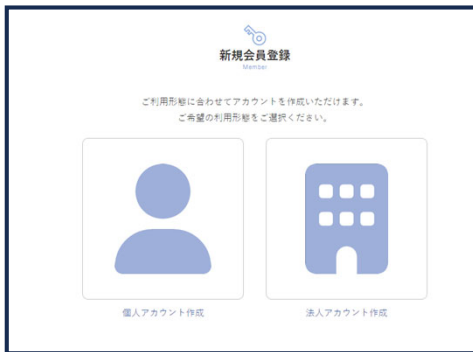 新規会員登録
Member
ご利用形態に合わせてアカウントを作成いただけます。
ご希望の利用形態をご選択ください。
個人アカウント作成
法人アカウント作成